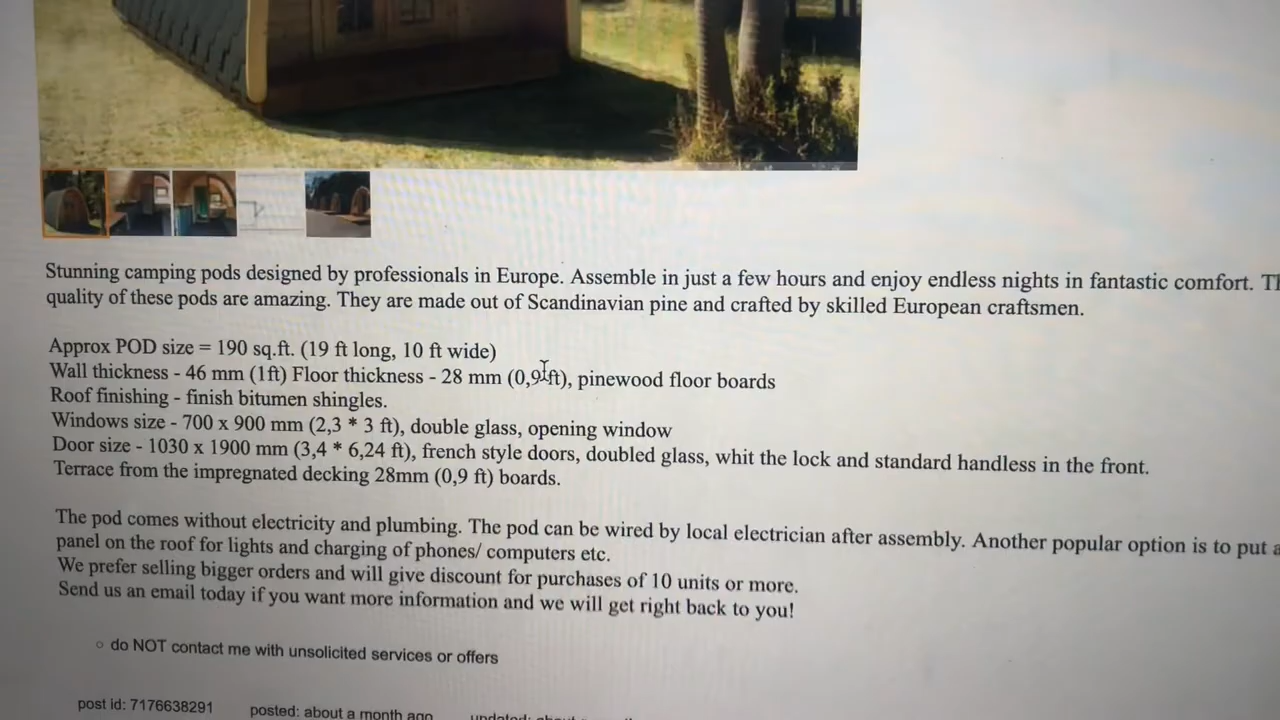 Stunning camping pods designed by professionals in Europe. Assemble in just a few hours and enjoy endless nights in fantastic comfort.
quality of these pods are amazing. They are made out of Scandinavian pine and crafted by skilled European craftsmen.
Approx POD size = 190 sq.ft. (19 ft long, 10 ft wide)
Wall thickness - 46 mm (1ft) Floor thickness - 28 mm (0,9 ft), pinewood floor boards
Roof finishing - finish bitumen shingles.
Windows size - 700 x 900 mm (2,3 * 3 ft), double glass, opening window
Door size - 1030 x 1900 mm (3,4 * 6,24 ft), french style doors, doubled glass, whit the lock and standard handless in the front.
Terrace from the impregnated decking 28mm (0,9 ft) boards.
The pod comes without electricity and plumbing. The pod can be wired by local electrician after assembly. Another popular option is to put a
panel on the roof for lights and charging of phones/ computers etc.
We prefer selling bigger orders and will give discount for purchases of 10 units or more.
Send us an email today if you want more information and we will get right back to you!
do NOT contact me with unsolicited services or offers
post id: 7176638291 posted: about a month ago